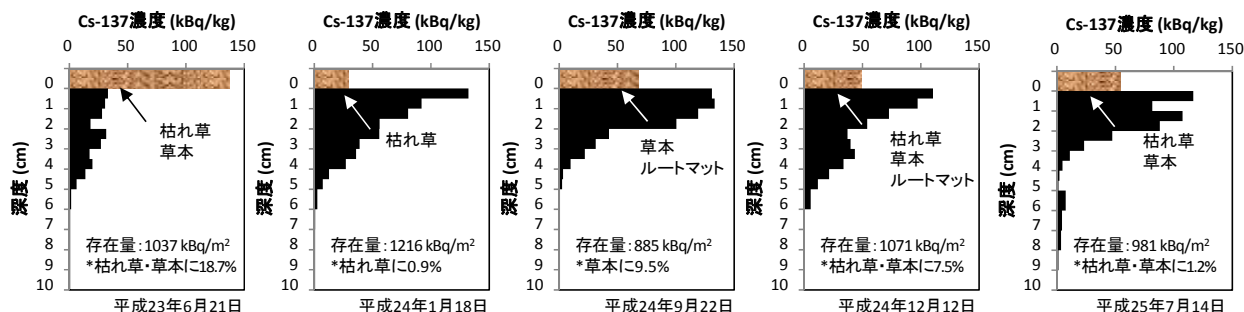 Cs-137濃度 (kBq/kg)
0 50 100 150
深度 (cm)
0
1
2
3
4
5
6
7
8
9
10
枯れ草
草本
存在量:1037 kBq/m²
*枯れ草・草本に18.7%
平成23年6月21日
Cs-137濃度 (kBq/kg)
0 50 100 150
0
1
2
3
4
5
6
7
8
9
10
枯れ草
存在量:1216 kBq/m²
*枯れ草に0.9%
平成24年1月18日
Cs-137濃度 (kBq/kg)
0 50 100 150
深度 (cm)
0
1
2
3
4
5
6
7
8
9
10
草本
ルートマット
存在量:885 kBq/m²
*草本に9.5%
平成24年9月22日
Cs-137濃度 (kBq/kg)
0 50 100 150
深度 (cm)
0
1
2
3
4
5
6
7
8
9
10
枯れ草
草本
ルートマット
存在量:1071 kBq/m²
*枯れ草・草本に7.5%
平成24年12月12日
Cs-137濃度 (kBq/kg)
0 50 100 150
深度 (cm)
0
1
2
3
4
5
6
7
8
9
10
枯れ草
草本
存在量:981 kBq/m²
*枯れ草・草本に1.2%
平成25年7月14日